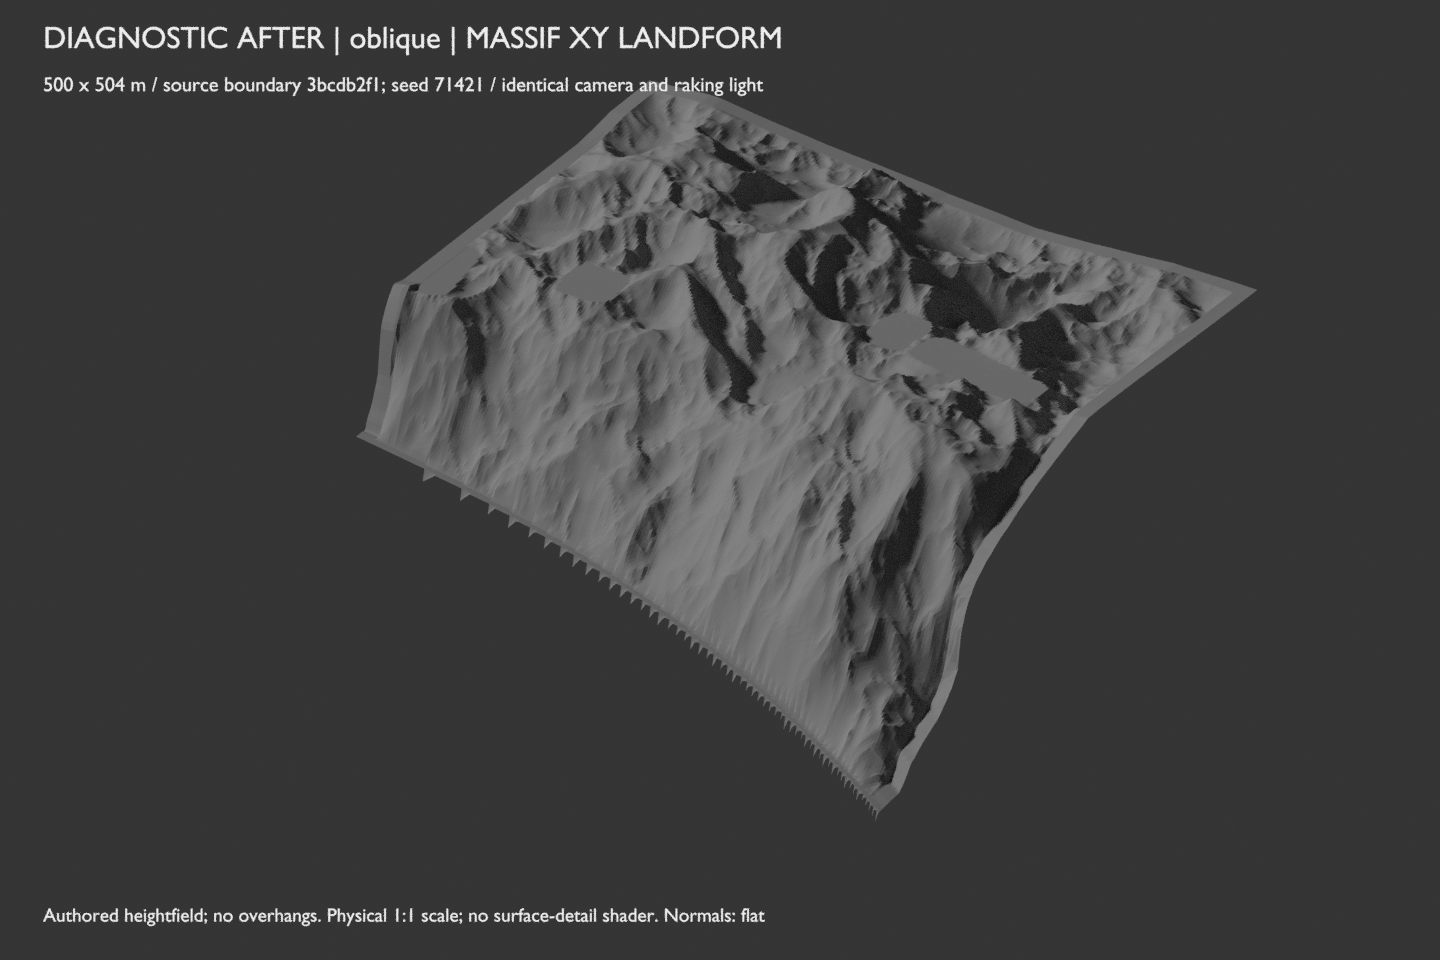 DIAGNOSTIC AFTER | oblique | MASSIF XY LANDFORM
500 x 504 m / source boundary 3bcdb2f1; seed 71421 / identical camera and raking light
Authored heightfield; no overhangs. Physical 1:1 scale; no surface-detail shader. Normals: flat